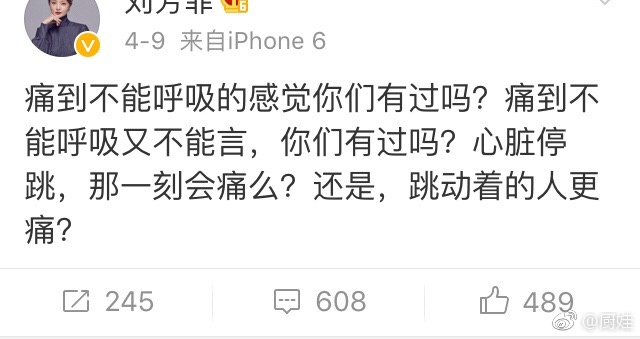 刘芳菲
4-9 来自iPhone 6
痛到不能呼吸的感觉你们有过吗？痛到不
能呼吸又不能言，你们有过吗？心脏停
跳，那一刻会痛么？还是，跳动着的人更
痛？
245 608 489
@厨娃